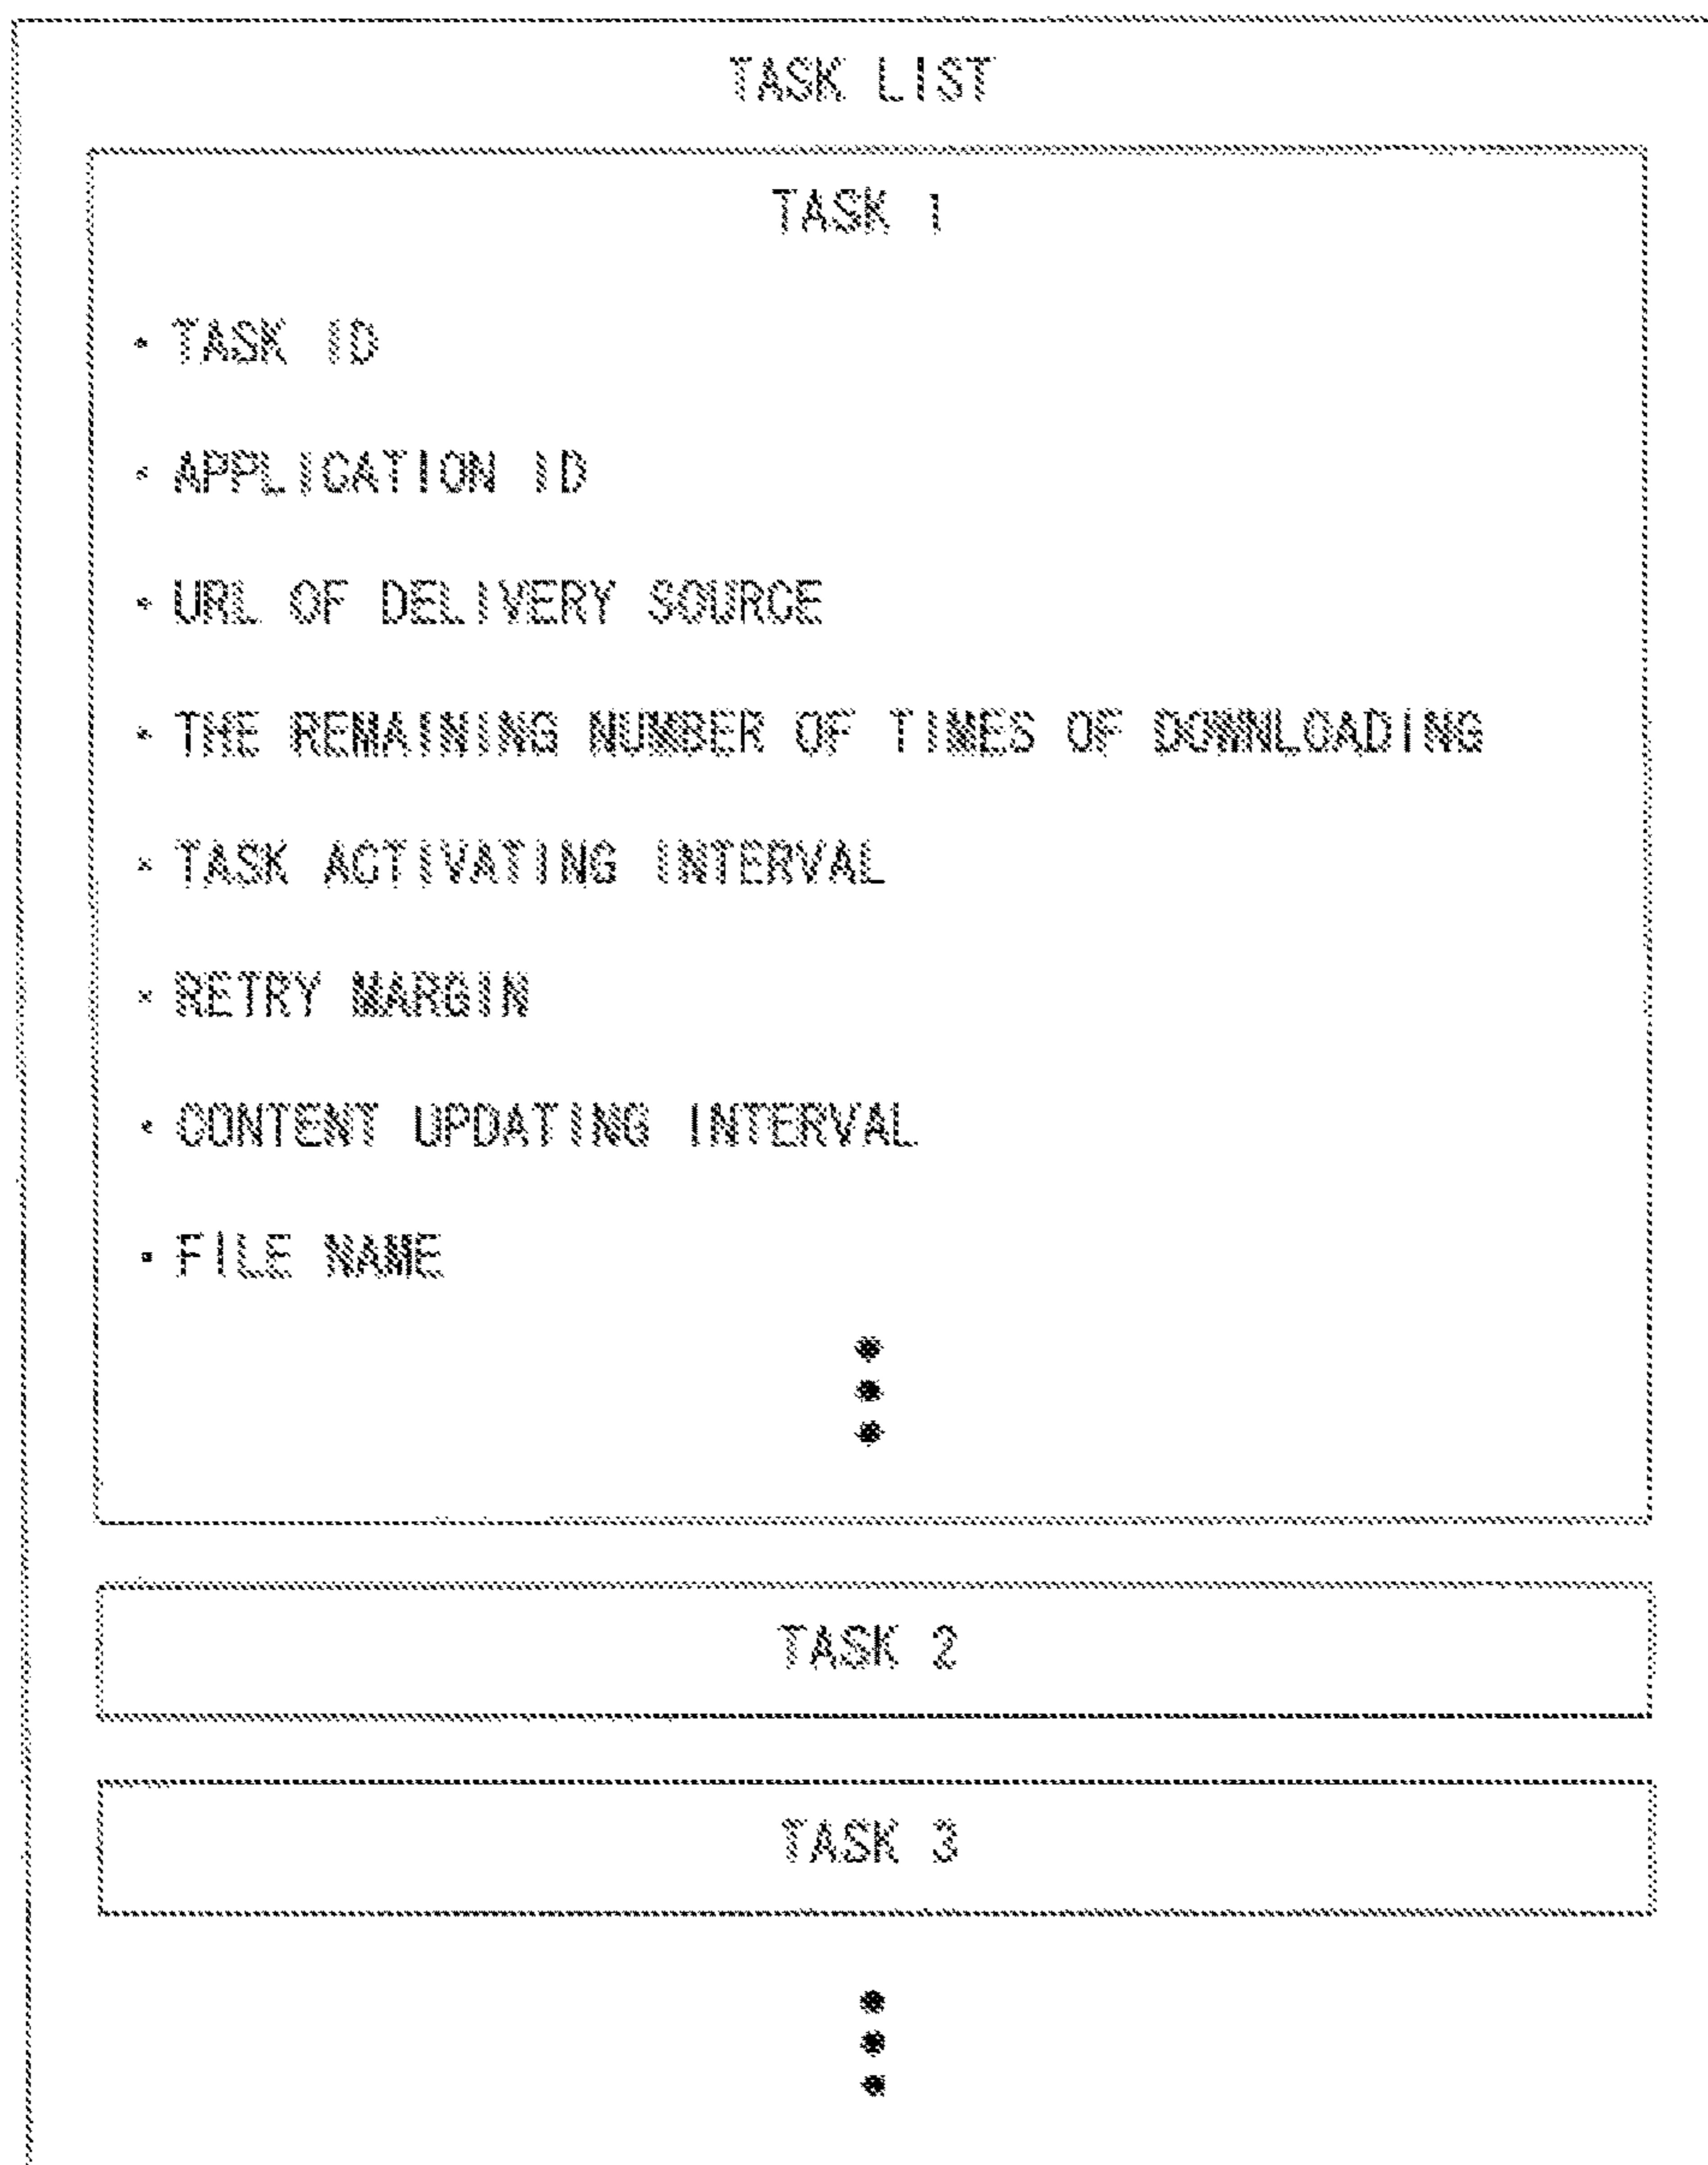 TASK LIST
TASK 1
・TASK ID
・APPLICATION ID
・URL OF DELIVERY SOURCE
・THE REMAINING NUMBER OF TIMES OF DOWNLOADING
・TASK ACTIVATING INTERVAL
・RETRY MARGIN
・CONTENT UPDATING INTERVAL
・FILE NAME
TASK 2
TASK 3